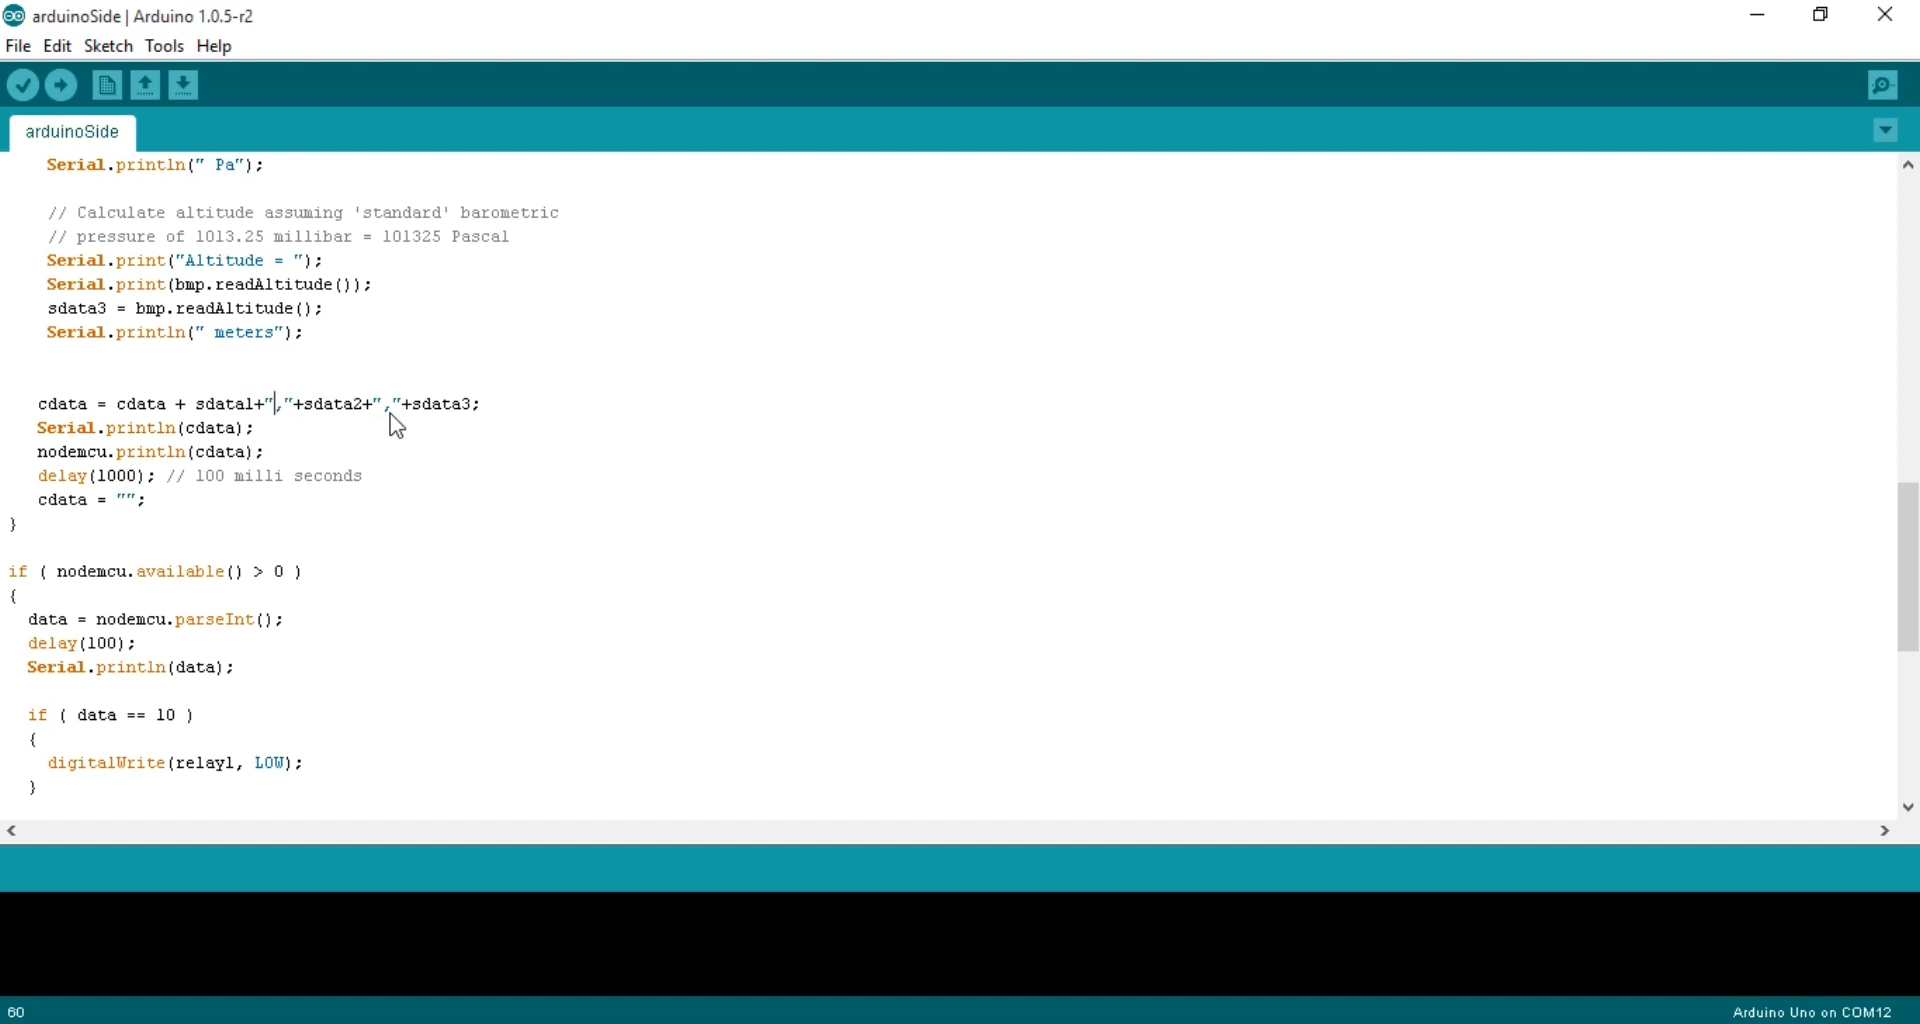 arduinoSide | Arduino 1.0.5-r2
File Edit Sketch Tools Help
arduinoSide
Serial.println(" Pa");
// Calculate altitude assuming 'standard' barometric
// pressure of 1013.25 millibar = 101325 Pascal
Serial.print("Altitude = ");
Serial.print(bmp.readAltitude());
sdata3 = bmp.readAltitude();
Serial.println(" meters");
cdata = cdata + sdata1+","+sdata2+","+sdata3;
Serial.println(cdata);
nodemcu.println(cdata);
delay(1000); // 100 milli seconds
cdata = "";
}
if ( nodemcu.available() > 0 )
{
data = nodemcu.parseInt();
delay(100);
Serial.println(data);
if ( data == 10 )
{
digitalWrite(relay1, LOW);
}
60
Arduino Uno on COM12